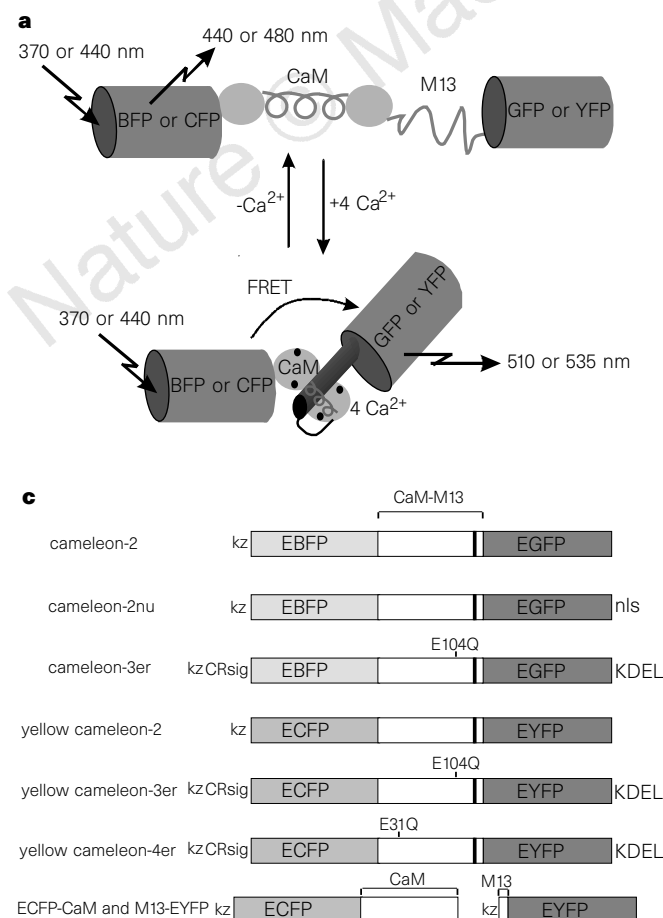 a
440 or 480 nm
370 or 440 nm
CaM
M13
BFP or CFP
GFP or YFP
-Ca2+
+4 Ca2+
Nature ©
FRET
370 or 440 nm
GFP or YFP
510 or 535 nm
CaM
BFP or CFP
4 Ca2+
c
CaM-M13
cameleon-2 kz EBFP EGFP
cameleon-2nu kz EBFP EGFP nls
E104Q
cameleon-3er kz CRsig EBFP EGFP KDEL
yellow cameleon-2 kz ECFP EYFP
E104Q
yellow cameleon-3er kz CRsig ECFP EYFP KDEL
E31Q
yellow cameleon-4er kz CRsig ECFP EYFP KDEL
CaM M13
ECFP-CaM and M13-EYFP kz ECFP kz EYFP